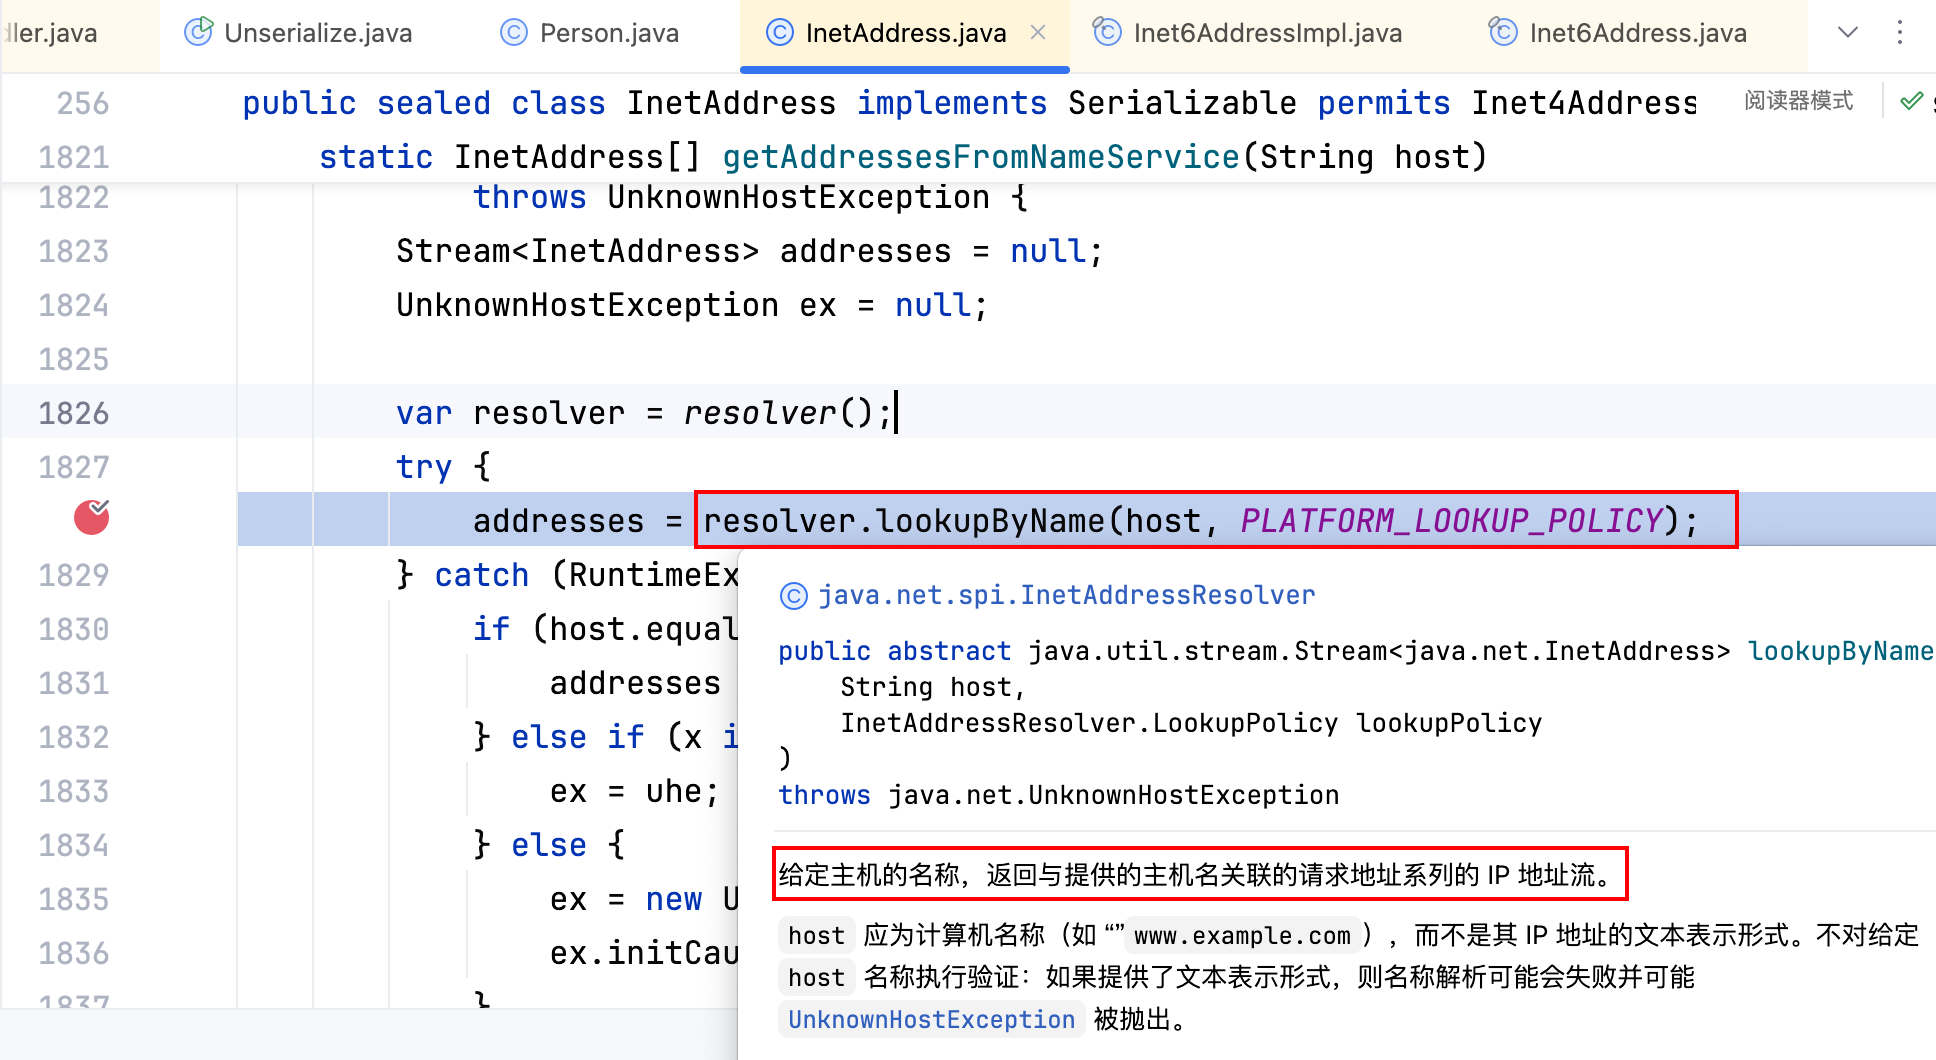 dler.java
Unserialize.java
Person.java
InetAddress.java
Inet6AddressImpl.java
Inet6Address.java
256 public sealed class InetAddress implements Serializable permits Inet4Address
阅读器模式
1821 static InetAddress[] getAddressesFromNameService(String host)
1822 throws UnknownHostException {
1823 Stream<InetAddress> addresses = null;
1824 UnknownHostException ex = null;
1825
1826 var resolver = resolver();
1827 try {
addresses = resolver.lookupByName(host, PLATFORM_LOOKUP_POLICY);
1829 } catch (RuntimeEx
1830 if (host.equal
1831 addresses
1832 } else if (x i
1833 ex = uhe;
1834 } else {
1835 ex = new U
1836 ex.initCau
1837 }
java.net.spi.InetAddressResolver
public abstract java.util.stream.Stream<java.net.InetAddress> lookupByName
String host,
InetAddressResolver.LookupPolicy lookupPolicy
)
throws java.net.UnknownHostException
给定主机的名称，返回与提供的主机名关联的请求地址系列的 IP 地址流。
host 应为计算机名称（如 “” www.example.com ），而不是其 IP 地址的文本表示形式。不对给定
host 名称执行验证：如果提供了文本表示形式，则名称解析可能会失败并可能
UnknownHostException 被抛出。